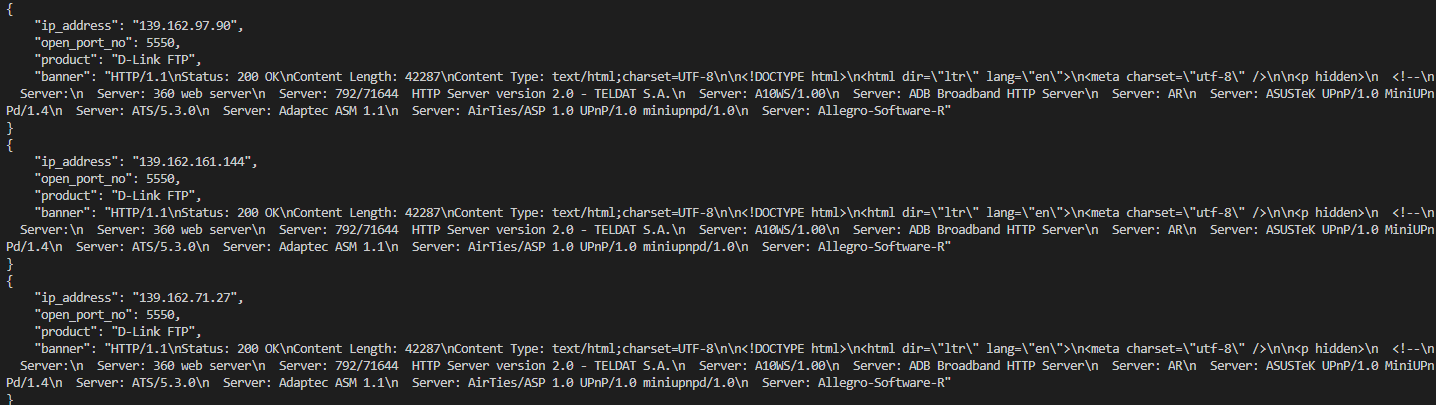 {
    "ip_address": "139.162.97.90",
    "open_port_no": 5550,
    "product": "D-Link FTP",
    "banner": "HTTP/1.1\nStatus: 200 OK\nContent Length: 42287\nContent Type: text/html;charset=UTF-8\n\n<!DOCTYPE html>\n<html dir=\"ltr\" lang=\"en\">\n<meta charset=\"utf-8\" />\n\n<p hidden>\n  <!--\n
  Server:\n  Server: 360 web server\n  Server: 792/71644  HTTP Server version 2.0 - TELDAT S.A.\n  Server: A10WS/1.00\n  Server: ADB Broadband HTTP Server\n  Server: AR\n  Server: ASUSTeK UPnP/1.0 MiniUPn
Pd/1.4\n  Server: ATS/5.3.0\n  Server: Adaptec ASM 1.1\n  Server: AirTies/ASP 1.0 UPnP/1.0 miniupnpd/1.0\n  Server: Allegro-Software-R"
}
{
    "ip_address": "139.162.161.144",
    "open_port_no": 5550,
    "product": "D-Link FTP",
    "banner": "HTTP/1.1\nStatus: 200 OK\nContent Length: 42287\nContent Type: text/html;charset=UTF-8\n\n<!DOCTYPE html>\n<html dir=\"ltr\" lang=\"en\">\n<meta charset=\"utf-8\" />\n\n<p hidden>\n  <!--\n
  Server:\n  Server: 360 web server\n  Server: 792/71644  HTTP Server version 2.0 - TELDAT S.A.\n  Server: A10WS/1.00\n  Server: ADB Broadband HTTP Server\n  Server: AR\n  Server: ASUSTeK UPnP/1.0 MiniUPn
Pd/1.4\n  Server: ATS/5.3.0\n  Server: Adaptec ASM 1.1\n  Server: AirTies/ASP 1.0 UPnP/1.0 miniupnpd/1.0\n  Server: Allegro-Software-R"
}
{
    "ip_address": "139.162.71.27",
    "open_port_no": 5550,
    "product": "D-Link FTP",
    "banner": "HTTP/1.1\nStatus: 200 OK\nContent Length: 42287\nContent Type: text/html;charset=UTF-8\n\n<!DOCTYPE html>\n<html dir=\"ltr\" lang=\"en\">\n<meta charset=\"utf-8\" />\n\n<p hidden>\n  <!--\n
  Server:\n  Server: 360 web server\n  Server: 792/71644  HTTP Server version 2.0 - TELDAT S.A.\n  Server: A10WS/1.00\n  Server: ADB Broadband HTTP Server\n  Server: AR\n  Server: ASUSTeK UPnP/1.0 MiniUPn
Pd/1.4\n  Server: ATS/5.3.0\n  Server: Adaptec ASM 1.1\n  Server: AirTies/ASP 1.0 UPnP/1.0 miniupnpd/1.0\n  Server: Allegro-Software-R"
}